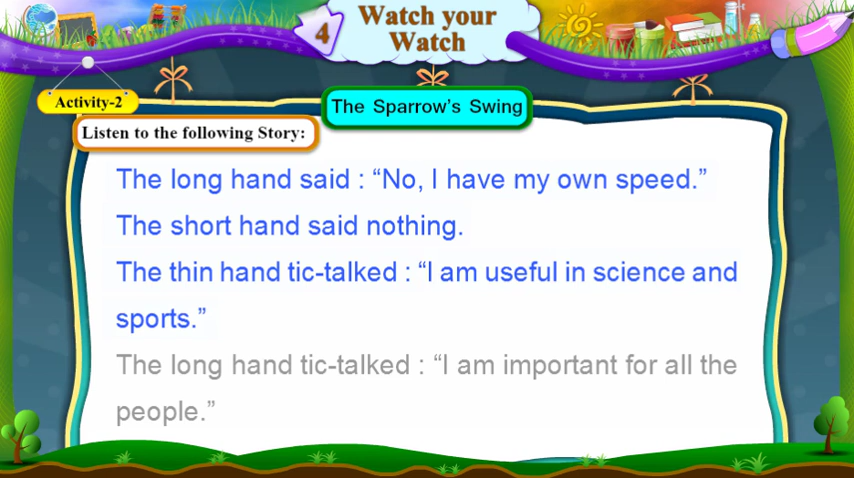 4
Watch your
Watch
Activity-2
The Sparrow's Swing
Listen to the following Story:
The long hand said : “No, I have my own speed.”
The short hand said nothing.
The thin hand tic-talked : “I am useful in science and
sports.”
The long hand tic-talked : “I am important for all the
people.”